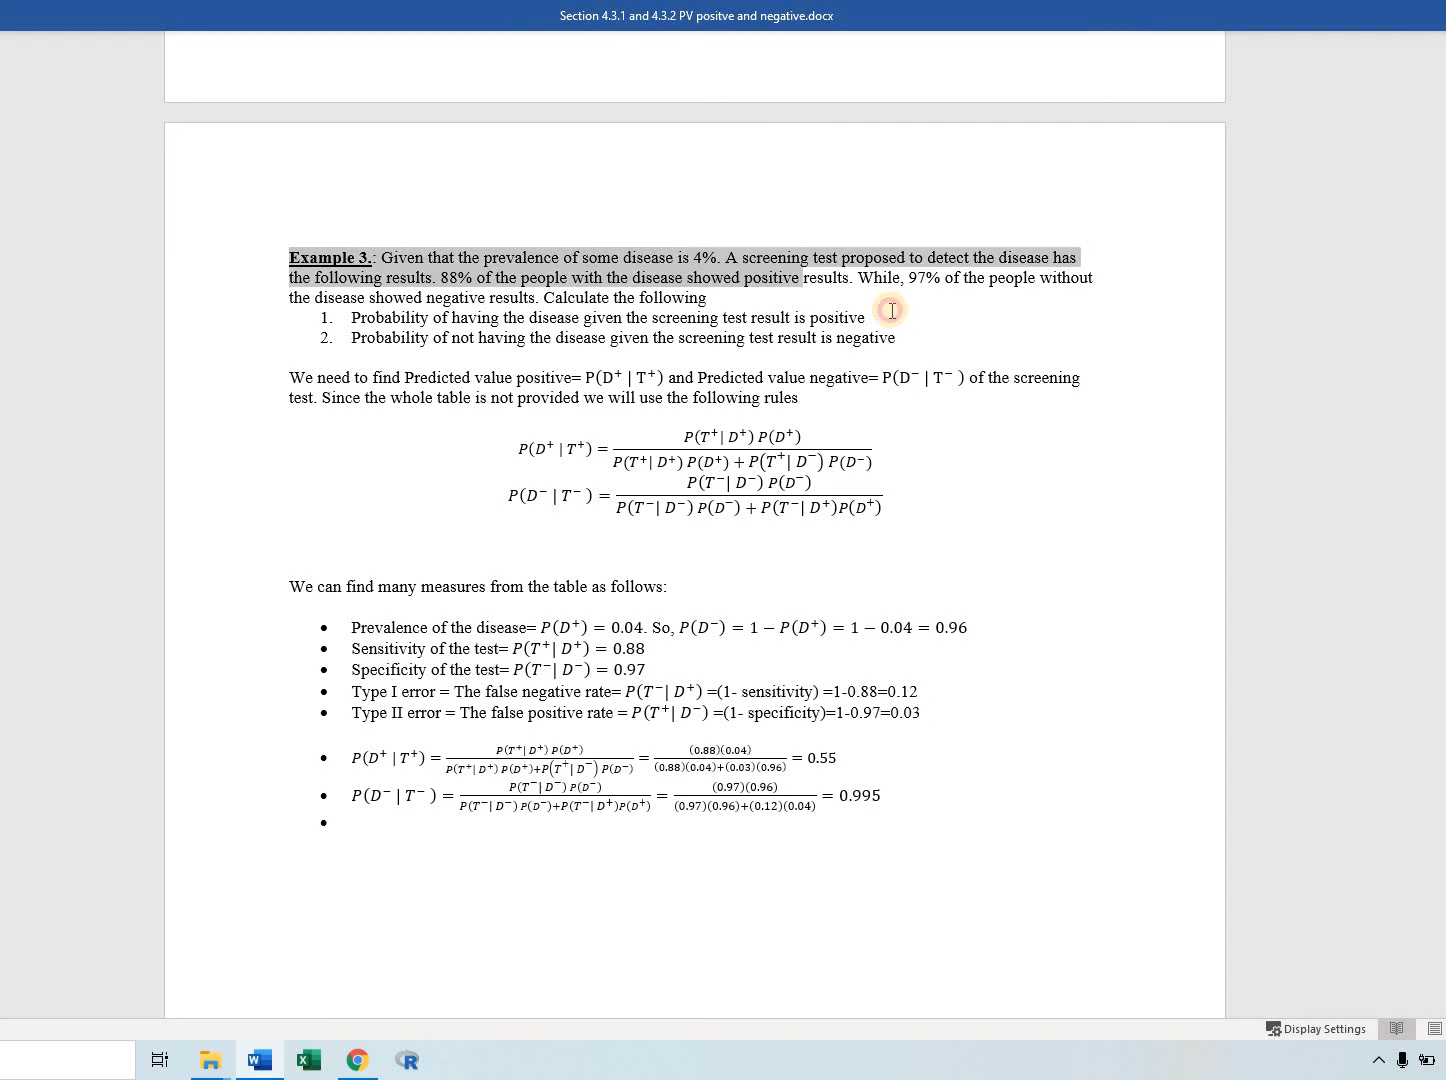 Section 4.3.1 and 4.3.2 PV positve and negative.docx
Example 3.: Given that the prevalence of some disease is 4%. A screening test proposed to detect the disease has
the following results. 88% of the people with the disease showed positive results. While, 97% of the people without
the disease showed negative results. Calculate the following
1. Probability of having the disease given the screening test result is positive
2. Probability of not having the disease given the screening test result is negative
We need to find Predicted value positive= P(D⁺ | T⁺) and Predicted value negative= P(D⁻ | T⁻ ) of the screening
test. Since the whole table is not provided we will use the following rules
P(T⁺| D⁺) P(D⁺)
P(D⁺ | T⁺) =
P(T⁺| D⁺) P(D⁺) + P(T⁺| D⁻) P(D⁻)
P(T⁻| D⁻) P(D⁻)
P(D⁻ | T⁻ ) =
P(T⁻| D⁻) P(D⁻) + P(T⁻| D⁺)P(D⁺)
We can find many measures from the table as follows:
• Prevalence of the disease= P(D⁺) = 0.04. So, P(D⁻) = 1 − P(D⁺) = 1 − 0.04 = 0.96
• Sensitivity of the test= P(T⁺| D⁺) = 0.88
• Specificity of the test= P(T⁻| D⁻) = 0.97
• Type I error = The false negative rate= P(T⁻| D⁺) =(1- sensitivity) =1-0.88=0.12
• Type II error = The false positive rate = P(T⁺| D⁻) =(1- specificity)=1-0.97=0.03
P(T⁺| D⁺) P(D⁺) (0.88)(0.04)
• P(D⁺ | T⁺) = = = 0.55
P(T⁺| D⁺) P(D⁺)+P(T⁺| D⁻) P(D⁻) (0.88)(0.04)+(0.03)(0.96)
P(T⁻| D⁻) P(D⁻) (0.97)(0.96)
• P(D⁻ | T⁻ ) = = = 0.995
P(T⁻| D⁻) P(D⁻)+P(T⁻| D⁺)P(D⁺) (0.97)(0.96)+(0.12)(0.04)
•
Display Settings